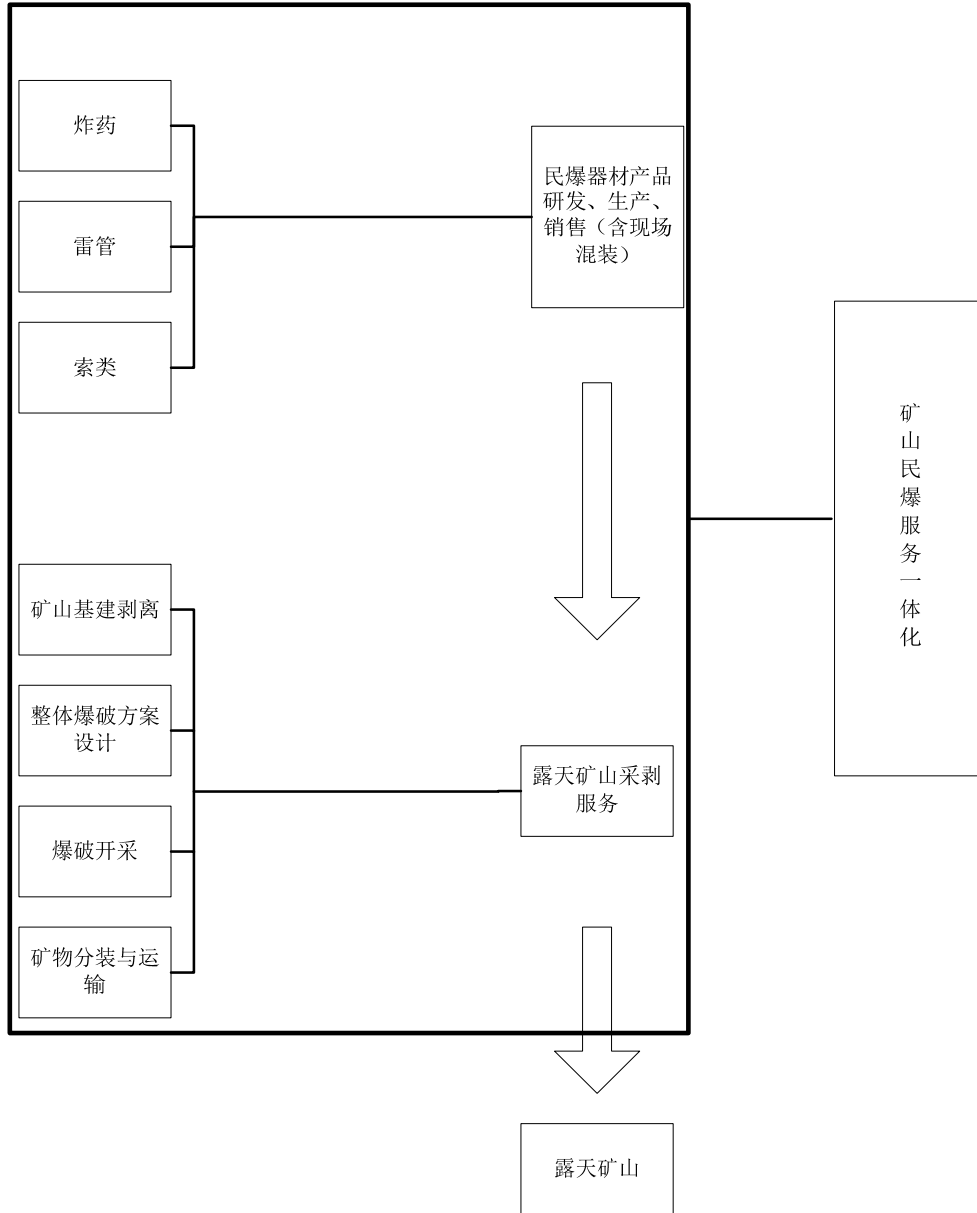 炸药
雷管
索类
民爆器材产品
研发、生产、
销售（含现场
混装）
矿山基建剥离
整体爆破方案
设计
爆破开采
矿物分装与运
输
露天矿山采剥
服务
露天矿山
矿山民爆服务一体化